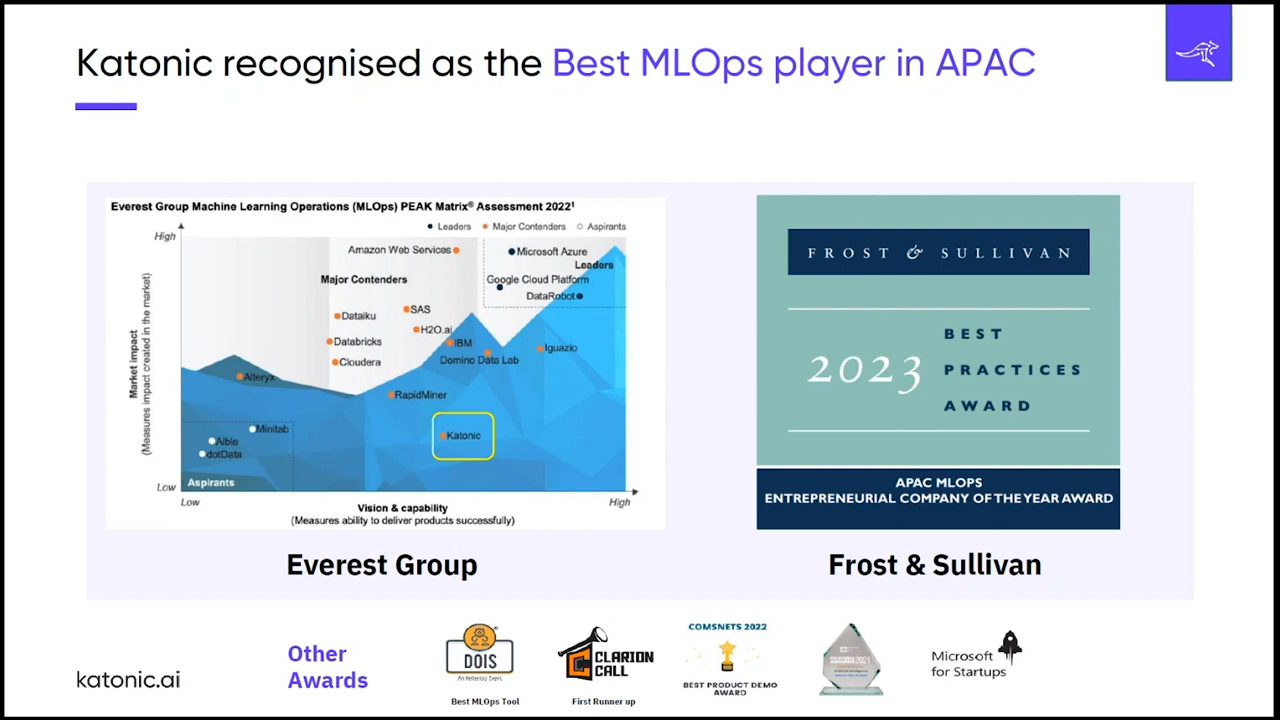 Katonic recognised as the Best MLOps player in APAC
Everest Group Machine Learning Operations (MLOps) PEAK Matrix® Assessment 2022¹
Leaders Major Contenders Aspirants
High
Amazon Web Services
Microsoft Azure
Leaders
Major Contenders
Google Cloud Platform
DataRobot
SAS
Dataiku
H2O.ai
Databricks
IBM
Iguazio
Cloudera
Domino Data Lab
Alteryx
RapidMiner
Minitab
Katonic
Aible
dotData
Aspirants
Market impact
(Measures impact created in the market)
Low
Low
High
Vision & capability
(Measures ability to deliver products successfully)
Everest Group
FROST & SULLIVAN
2023
BEST
PRACTICES
AWARD
APAC MLOPS
ENTREPRENEURIAL COMPANY OF THE YEAR AWARD
Frost & Sullivan
katonic.ai
Other
Awards
DOIS
Best MLOps Tool
CLARION
CALL
First Runner up
COMSNETS 2022
BEST PRODUCT DEMO
AWARD
Microsoft
for Startups